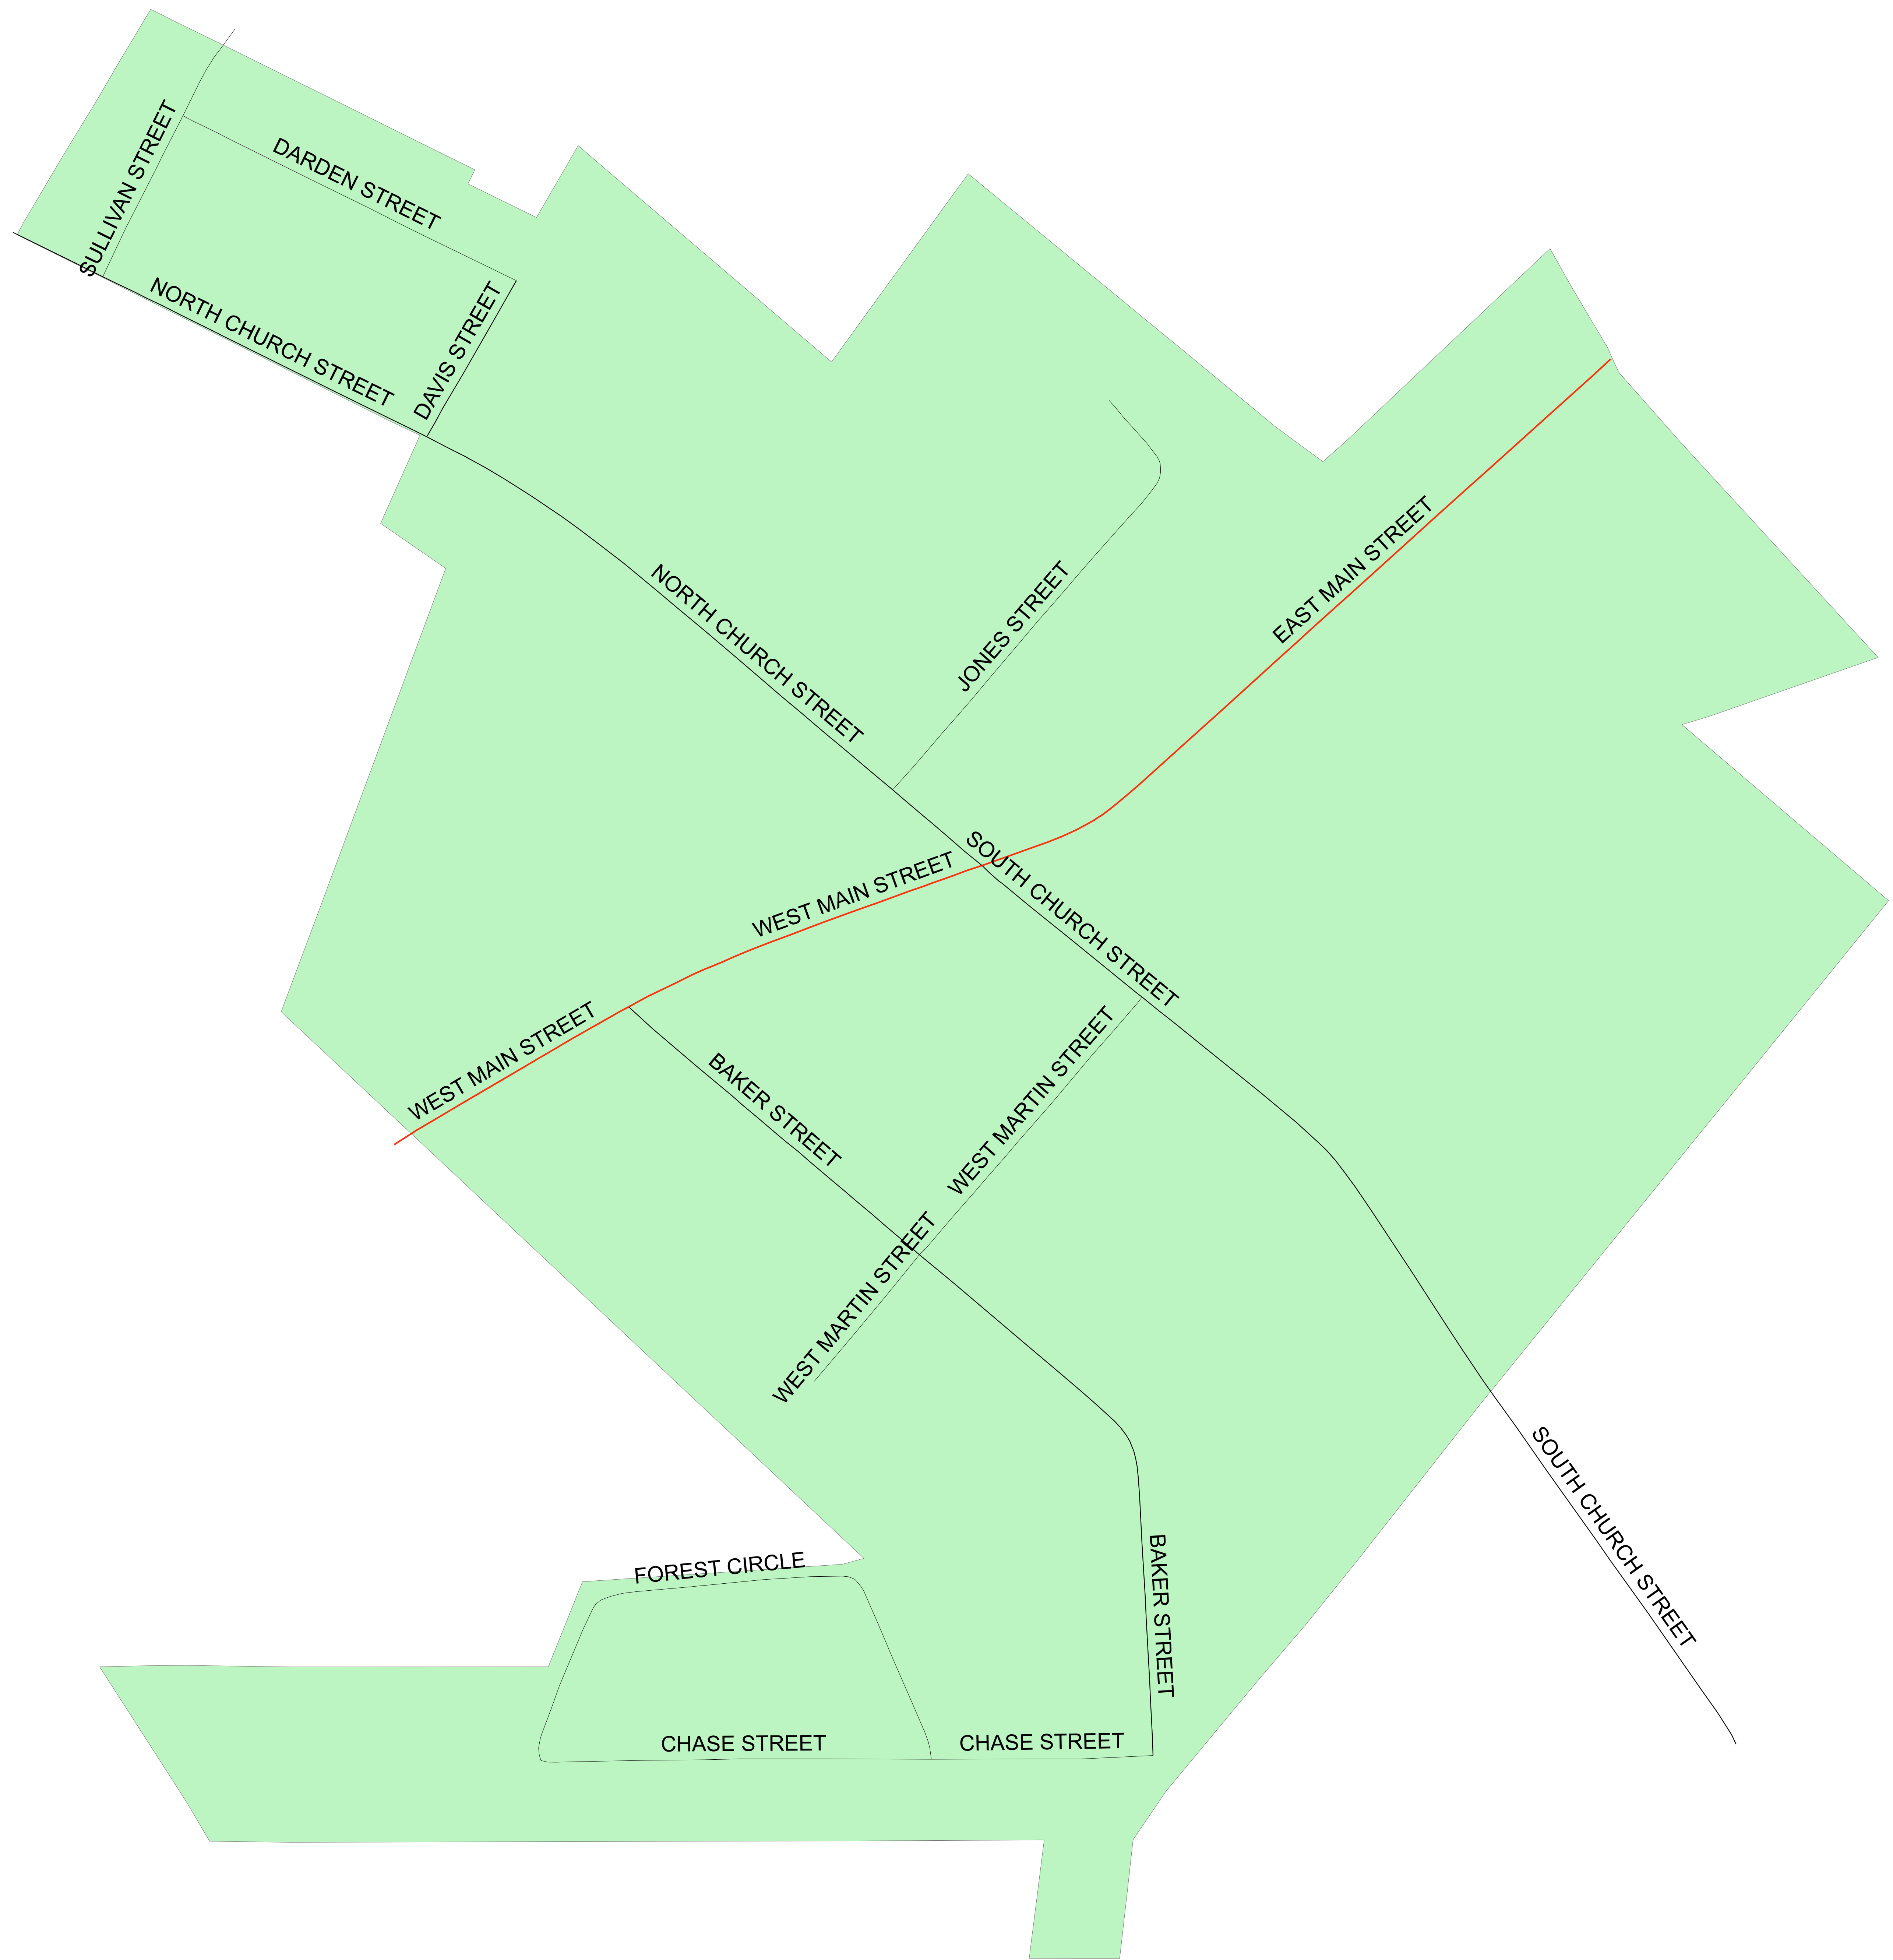 SULLIVAN STREET
DARDEN STREET
NORTH CHURCH STREET
DAVIS STREET
NORTH CHURCH STREET
JONES STREET
EAST MAIN STREET
SOUTH CHURCH STREET
WEST MAIN STREET
WEST MAIN STREET
BAKER STREET
WEST MARTIN STREET
WEST MARTIN STREET
SOUTH CHURCH STREET
BAKER STREET
FOREST CIRCLE
CHASE STREET
CHASE STREET